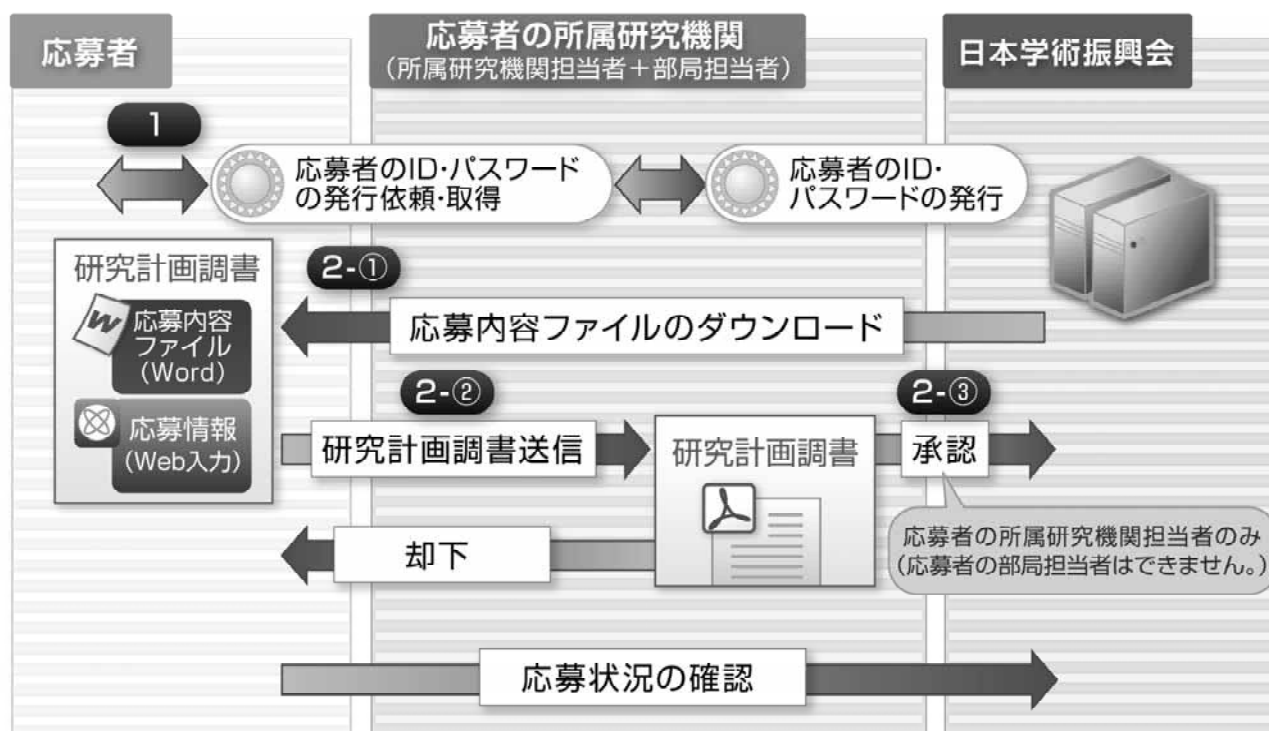 応募者
応募者の所属研究機関
（所属研究機関担当者＋部局担当者）
日本学術振興会
1
応募者のID・パスワード
の発行依頼・取得
応募者のID・
パスワードの発行
研究計画調書
W
応募内容
ファイル
(Word)
応募情報
(Web入力)
2-①
応募内容ファイルのダウンロード
2-②
研究計画調書送信
研究計画調書
2-③
承認
応募者の所属研究機関担当者のみ
（応募者の部局担当者はできません。）
却下
応募状況の確認